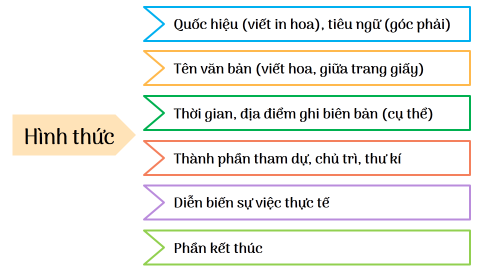 Hình thức
Quốc hiệu (viết in hoa), tiêu ngữ (góc phải)
Tên văn bản (viết hoa, giữa trang giấy)
Thời gian, địa điểm ghi biên bản (cụ thể)
Thành phần tham dự, chủ trì, thư kí
Diễn biến sự việc thực tế
Phần kết thúc